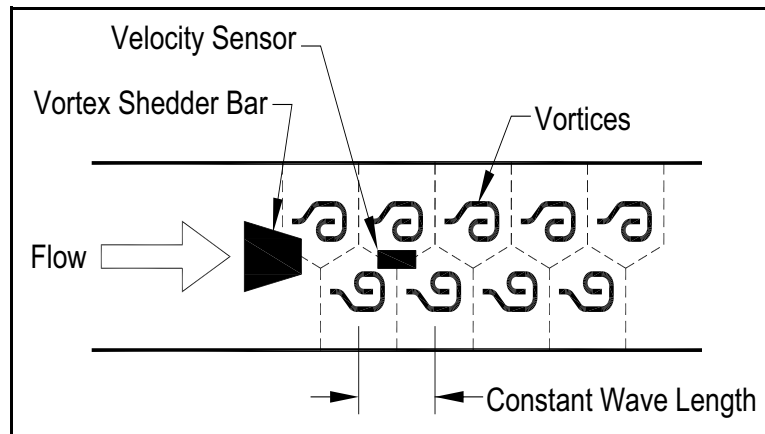 Velocity Sensor
Vortex Shedder Bar
Vortices
Flow
Constant Wave Length